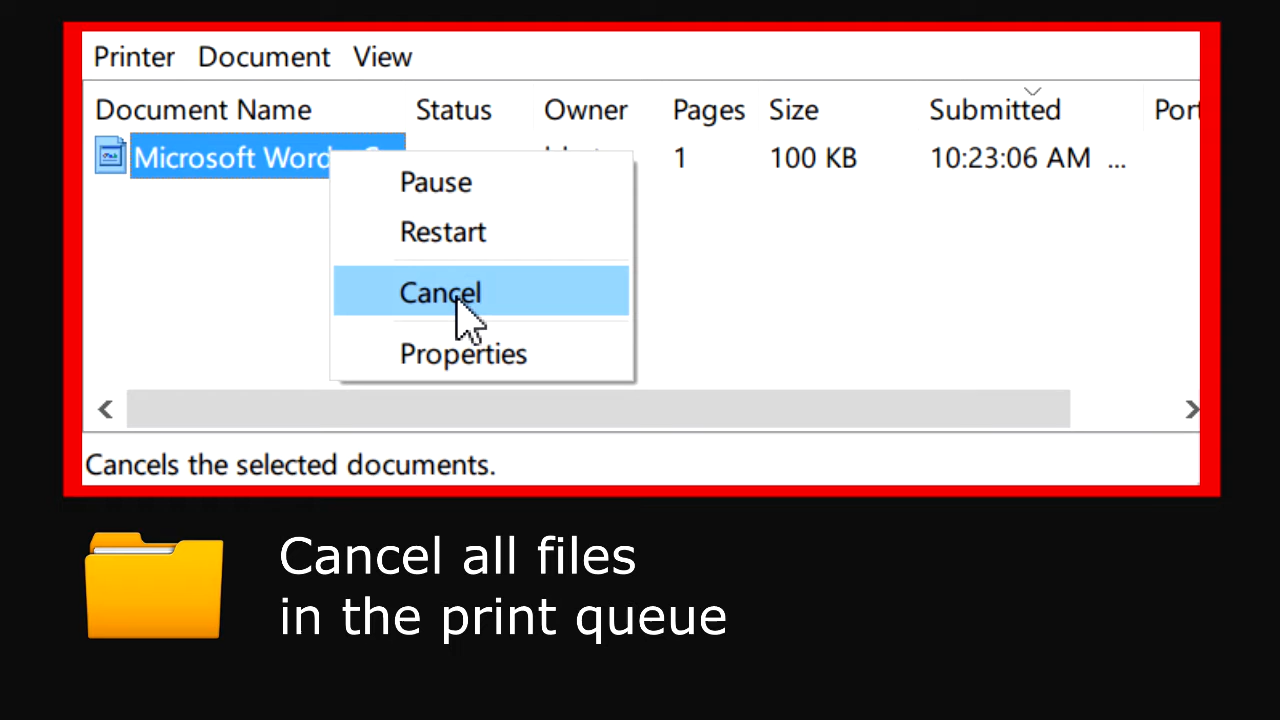 Printer Document View
Document Name Status Owner Pages Size Submitted Port
Microsoft Word 1 100 KB 10:23:06 AM ...
Pause
Restart
Cancel
Properties
Cancels the selected documents.
Cancel all files
in the print queue